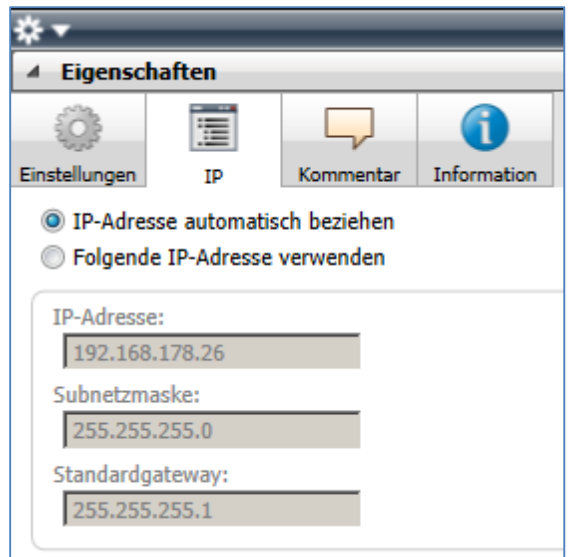 Eigenschaften
Einstellungen IP Kommentar Information
IP-Adresse automatisch beziehen
Folgende IP-Adresse verwenden
IP-Adresse:
192.168.178.26
Subnetzmaske:
255.255.255.0
Standardgateway:
255.255.255.1